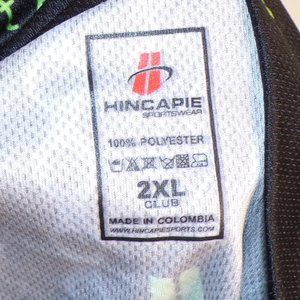 HINCAPIE
SPORTSWEAR
100% POLYESTER
2XL
CLUB
MADE IN COLOMBIA
WWW.HINCAPIESPORTS.COM